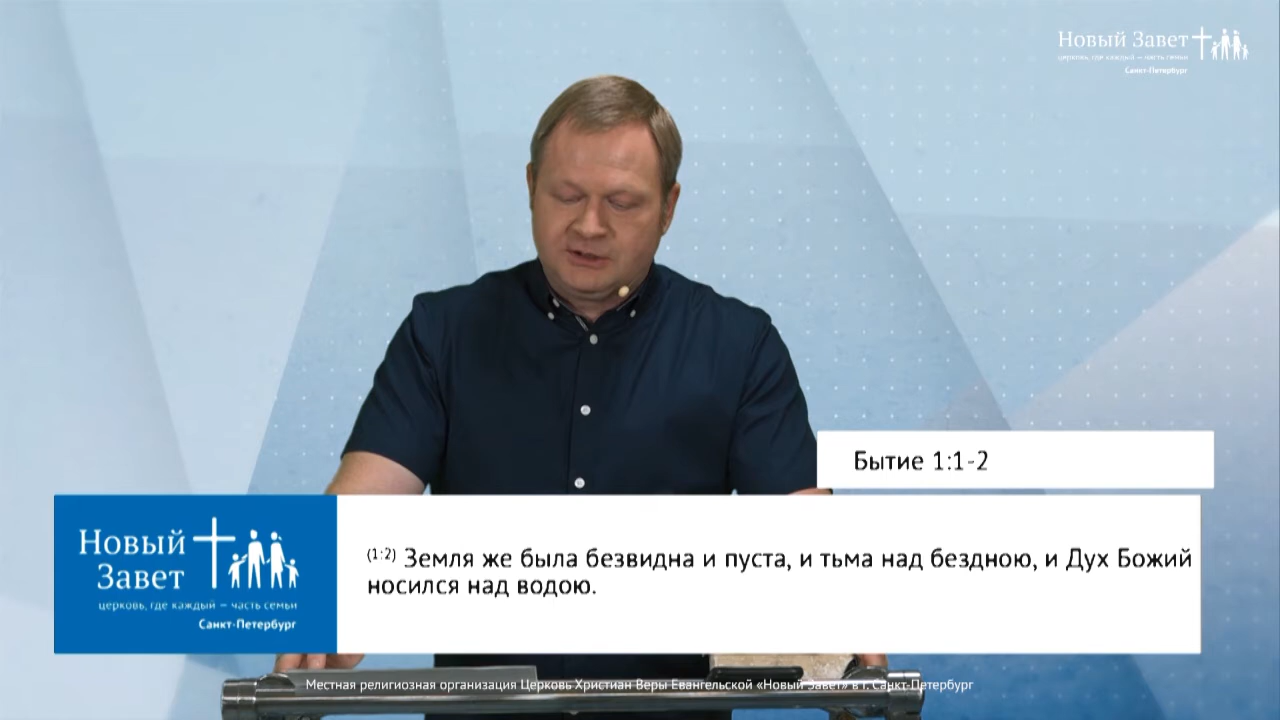 Новый Завет
церковь, где каждый — часть семьи
Санкт-Петербург
Бытие 1:1-2
Новый
Завет
церковь, где каждый — часть семьи
Санкт-Петербург
(1:2) Земля же была безвидна и пуста, и тьма над бездною, и Дух Божий
носился над водою.
Местная религиозная организация Церковь Христиан Веры Евангельской «Новый Завет» в г. Санкт-Петербург